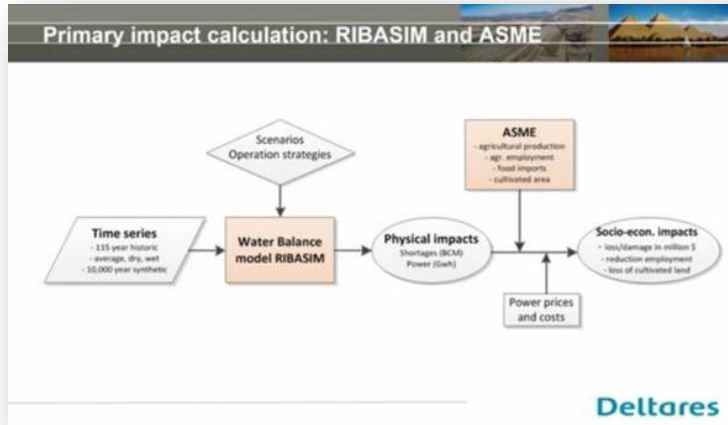 Primary impact calculation: RIBASIM and ASME
Scenarios
Operation strategies
ASME
- agricultural production
- agr. employment
- food imports
- cultivated area
Time series
- 115 year historic
- average, dry, wet
- 10,000 year synthetic
Water Balance
model RIBASIM
Physical impacts
Shortages (BCM)
Power (Gwh)
Socio-econ. impacts
- loss/damage in million $
- reduction employment
- loss of cultivated land
Power prices
and costs
Deltares